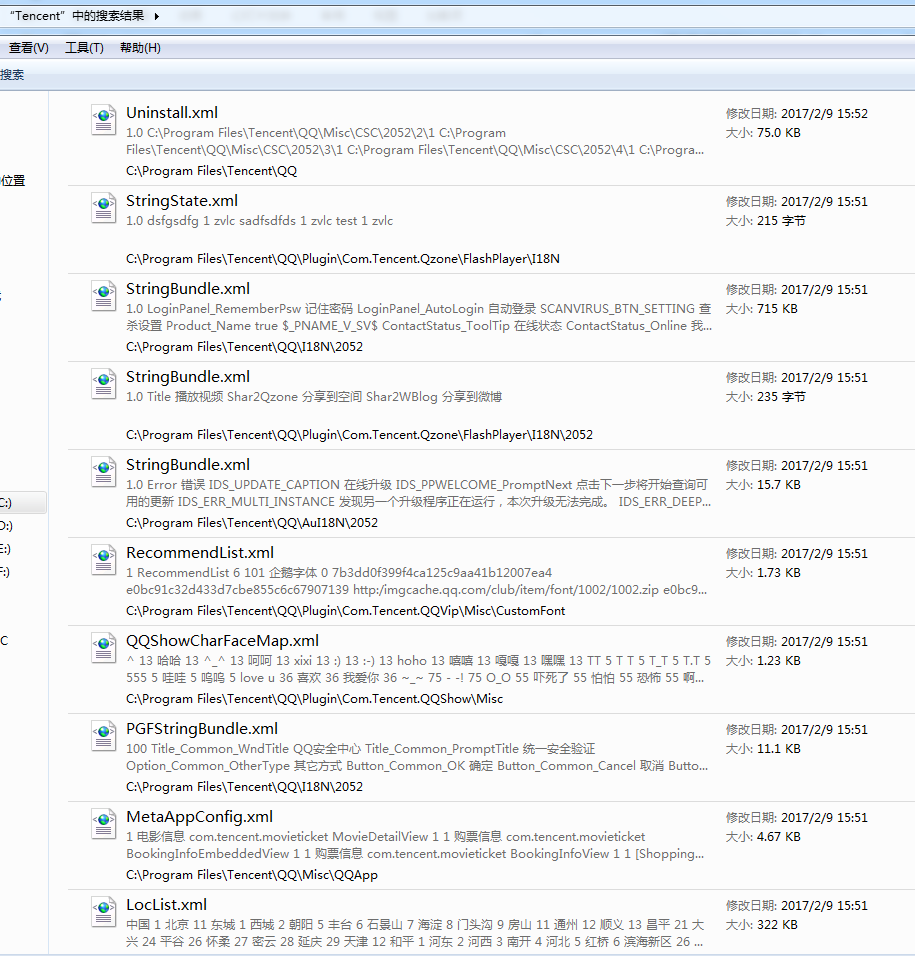 “Tencent” 中的搜索结果
查看(V) 工具(T) 帮助(H)
搜索
位置
C:)
D:)
E:)
F:)
C
Uninstall.xml
修改日期: 2017/2/9 15:52
1.0 C:\Program Files\Tencent\QQ\Misc\CSC\2052\2\1 C:\Program
大小: 75.0 KB
Files\Tencent\QQ\Misc\CSC\2052\3\1 C:\Program Files\Tencent\QQ\Misc\CSC\2052\4\1 C:\Progra...
C:\Program Files\Tencent\QQ
StringState.xml
修改日期: 2017/2/9 15:51
1.0 dsfgsdfg 1 zvlc sadfsdfds 1 zvlc test 1 zvlc
大小: 215 字节
C:\Program Files\Tencent\QQ\Plugin\Com.Tencent.Qzone\FlashPlayer\I18N
StringBundle.xml
修改日期: 2017/2/9 15:51
1.0 LoginPanel_RememberPsw 记住密码 LoginPanel_AutoLogin 自动登录 SCANVIRUS_BTN_SETTING 查
大小: 715 KB
杀设置 Product_Name true $_PNAME_V_SV$ ContactStatus_ToolTip 在线状态 ContactStatus_Online 我...
C:\Program Files\Tencent\QQ\I18N\2052
StringBundle.xml
修改日期: 2017/2/9 15:51
1.0 Title 播放视频 Shar2Qzone 分享到空间 Shar2WBlog 分享到微博
大小: 235 字节
C:\Program Files\Tencent\QQ\Plugin\Com.Tencent.Qzone\FlashPlayer\I18N\2052
StringBundle.xml
修改日期: 2017/2/9 15:51
1.0 Error 错误 IDS_UPDATE_CAPTION 在线升级 IDS_PPWELCOME_PromptNext 点击下一步将开始查询可
大小: 15.7 KB
用的更新 IDS_ERR_MULTI_INSTANCE 发现另一个升级程序正在运行，本次升级无法完成。 IDS_ERR_DEEP...
C:\Program Files\Tencent\QQ\AuI18N\2052
RecommendList.xml
修改日期: 2017/2/9 15:51
1 RecommendList 6 101 企鹅字体 0 7b3dd0f399f4ca125c9aa41b12007ea4
大小: 1.73 KB
e0bc91c32d433d7cbe855c6c67907139 http:/imgcache.qq.com/club/item/font/1002/1002.zip e0bc9...
C:\Program Files\Tencent\QQ\Plugin\Com.Tencent.QQVip\Misc\CustomFont
QQShowCharFaceMap.xml
修改日期: 2017/2/9 15:51
^ 13 哈哈 13 ^_^ 13 呵呵 13 xixi 13 :) 13 :-) 13 hoho 13 嘻嘻 13 嘎嘎 13 嘿嘿 13 TT 5 T T 5 T_T 5 T.T 5
大小: 1.23 KB
555 5 哇哇 5 呜呜 5 love u 36 喜欢 36 我爱你 36 ~_~ 75 - -! 75 O_O 55 吓死了 55 怕怕 55 恐怖 55 啊...
C:\Program Files\Tencent\QQ\Plugin\Com.Tencent.QQShow\Misc
PGFStringBundle.xml
修改日期: 2017/2/9 15:51
100 Title_Common_WndTitle QQ安全中心 Title_Common_PromptTitle 统一安全验证
大小: 11.1 KB
Option_Common_OtherType 其它方式 Button_Common_OK 确定 Button_Common_Cancel 取消 Butto...
C:\Program Files\Tencent\QQ\I18N\2052
MetaAppConfig.xml
修改日期: 2017/2/9 15:51
1 电影信息 com.tencent.movieticket MovieDetailView 1 1 购票信息 com.tencent.movieticket
大小: 4.67 KB
BookingInfoEmbeddedView 1 1 购票信息 com.tencent.movieticket BookingInfoView 1 1 [Shopping...
C:\Program Files\Tencent\QQ\Misc\QQApp
LocList.xml
修改日期: 2017/2/9 15:51
中国 1 北京 11 东城 1 西城 2 朝阳 5 丰台 6 石景山 7 海淀 8 门头沟 9 房山 11 通州 12 顺义 13 昌平 21 大
大小: 322 KB
兴 24 平谷 26 怀柔 27 密云 28 延庆 29 天津 12 和平 1 河东 2 河西 3 南开 4 河北 5 红桥 6 滨海新区 26 ...